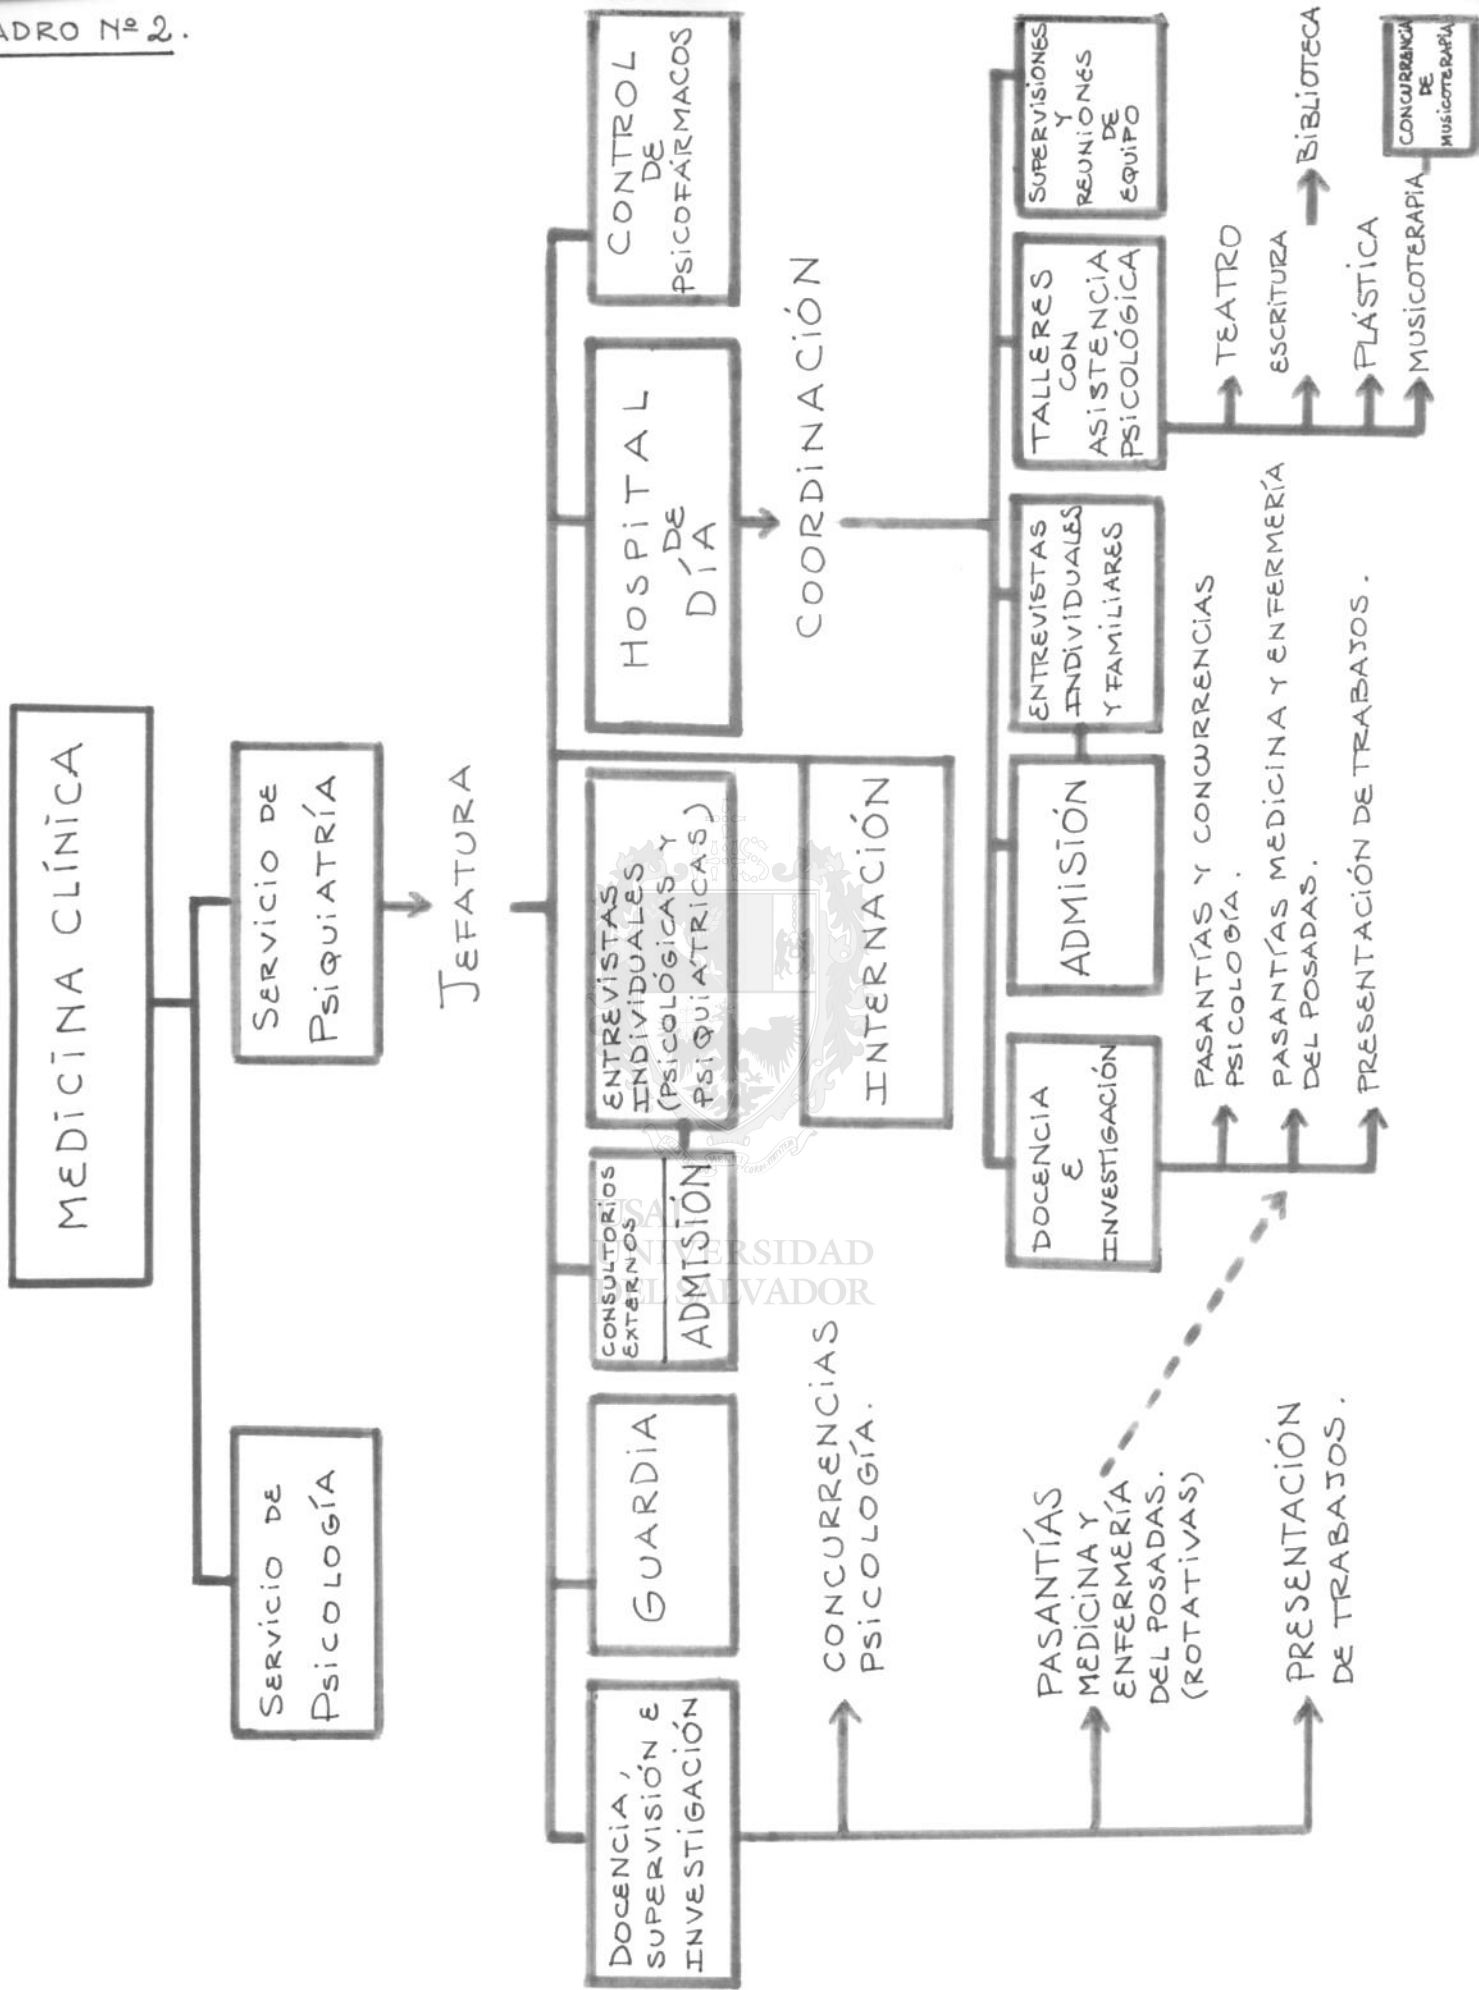 ADRO Nº 2.
MEDICINA CLÍNICA
SERVICIO DE
PSICOLOGÍA
SERVICIO DE
PSIQUIATRÍA
JEFATURA
DOCENCIA,
SUPERVISIÓN E
INVESTIGACIÓN
GUARDIA
CONSULTORIOS
EXTERNOS
ADMISIÓN
ENTREVISTAS
INDIVIDUALES
(PSICOLÓGICAS Y
PSIQUIÁTRICAS)
INTERNACIÓN
HOSPITAL
DE
DÍA
CONTROL
DE
PSICOFÁRMACOS
COORDINACIÓN
CONCURRENCIAS
PSICOLOGÍA.
PASANTÍAS
MEDICINA Y
ENFERMERÍA
DEL POSADAS.
(ROTATIVAS)
PRESENTACIÓN
DE TRABAJOS.
DOCENCIA
E
INVESTIGACIÓN
ADMISIÓN
ENTREVISTAS
INDIVIDUALES
Y FAMILIARES
TALLERES
CON
ASISTENCIA
PSICOLÓGICA
SUPERVISIONES
Y
REUNIONES
DE
EQUIPO
PASANTÍAS Y CONCURRENCIAS
PSICOLOGÍA.
PASANTÍAS MEDICINA Y ENFERMERÍA
DEL POSADAS.
PRESENTACIÓN DE TRABAJOS.
TEATRO
ESCRITURA
BIBLIOTECA
PLÁSTICA
MUSICOTERAPIA
CONCURRENCIA
DE
MUSICOTERAPIA
USAL
UNIVERSIDAD
DEL SALVADOR